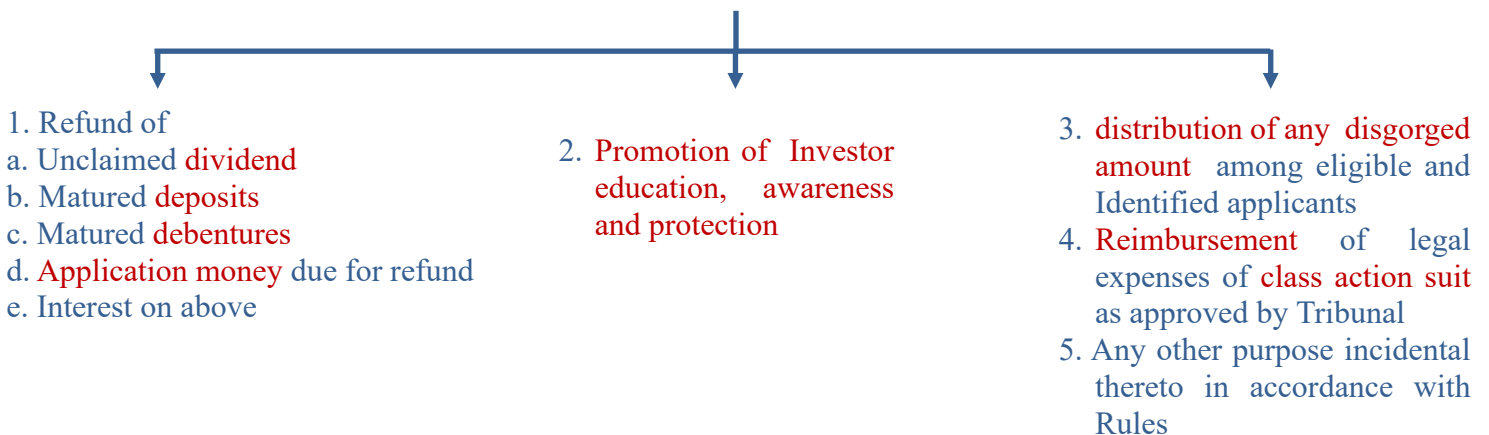 1. Refund of
a. Unclaimed dividend
b. Matured deposits
c. Matured debentures
d. Application money due for refund
e. Interest on above
2. Promotion of Investor
education, awareness
and protection
3. distribution of any disgorged
amount among eligible and
Identified applicants
4. Reimbursement of legal
expenses of class action suit
as approved by Tribunal
5. Any other purpose incidental
thereto in accordance with
Rules